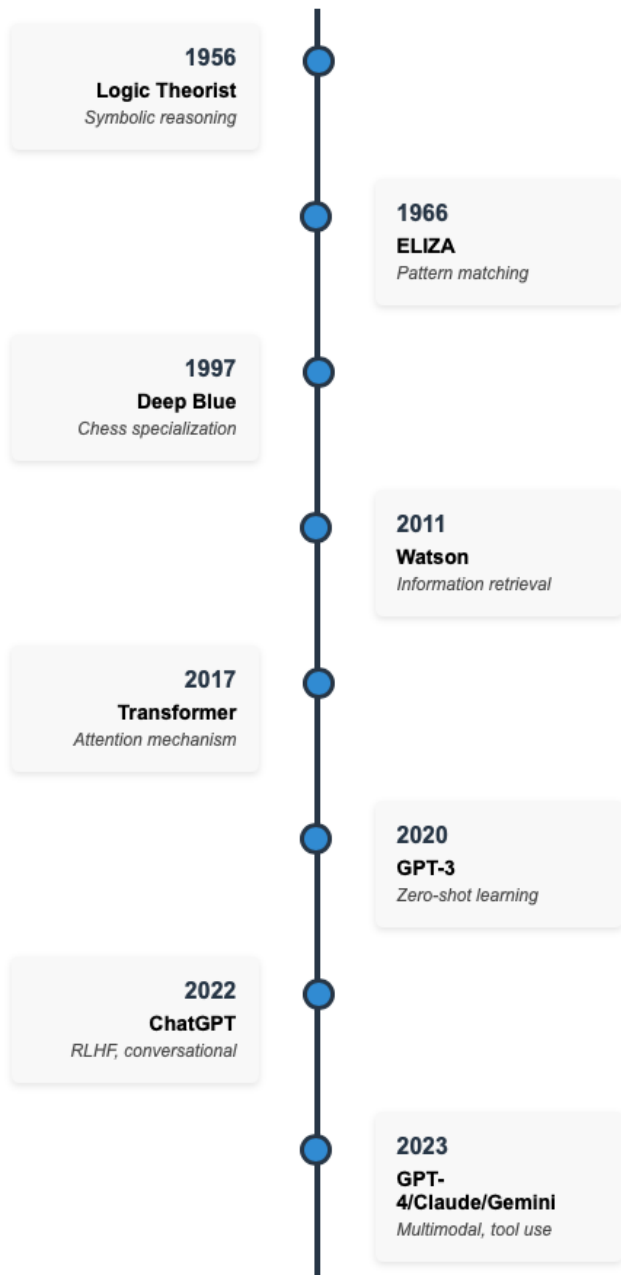 1956
Logic Theorist
Symbolic reasoning
1966
ELIZA
Pattern matching
1997
Deep Blue
Chess specialization
2011
Watson
Information retrieval
2017
Transformer
Attention mechanism
2020
GPT-3
Zero-shot learning
2022
ChatGPT
RLHF, conversational
2023
GPT-
4/Claude/Gemini
Multimodal, tool use